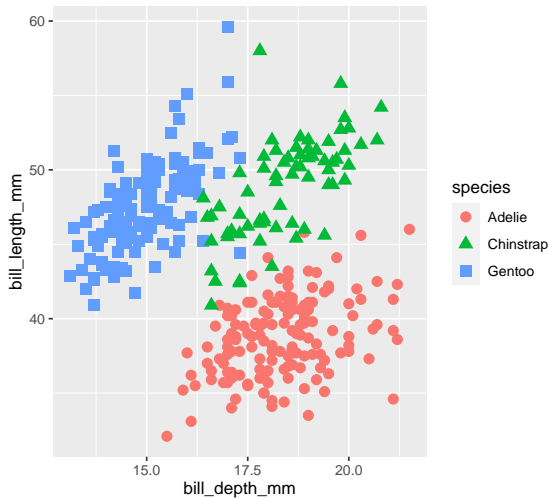 60
50
40
bill_length_mm
15.0
17.5
20.0
bill_depth_mm
species
Adelie
Chinstrap
Gentoo